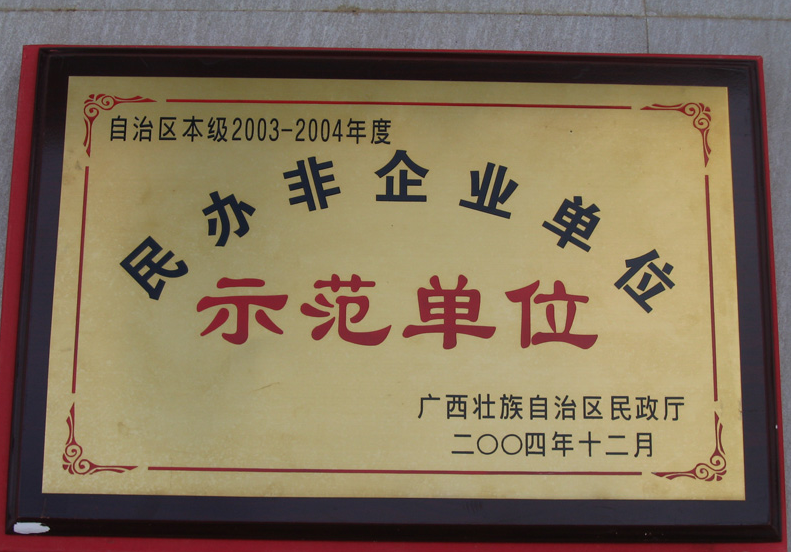 自治区本级2003-2004年度
民办非企业单位
示范单位
广西壮族自治区民政厅
二〇〇四年十二月